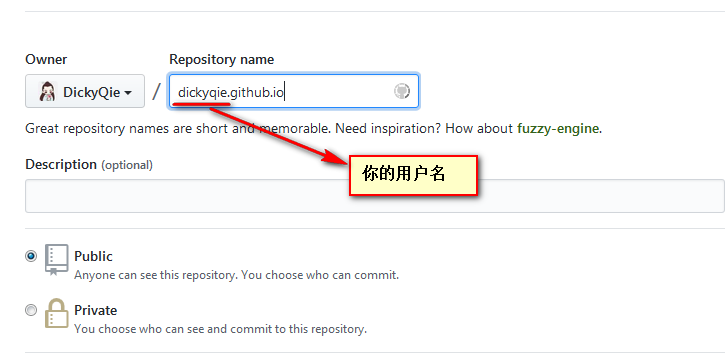 Owner
Repository name
DickyQie
/
dickyqie.github.io
Great repository names are short and memorable. Need inspiration? How about fuzzy-engine.
你的用户名
Description (optional)
Public
Anyone can see this repository. You choose who can commit.
Private
You choose who can see and commit to this repository.